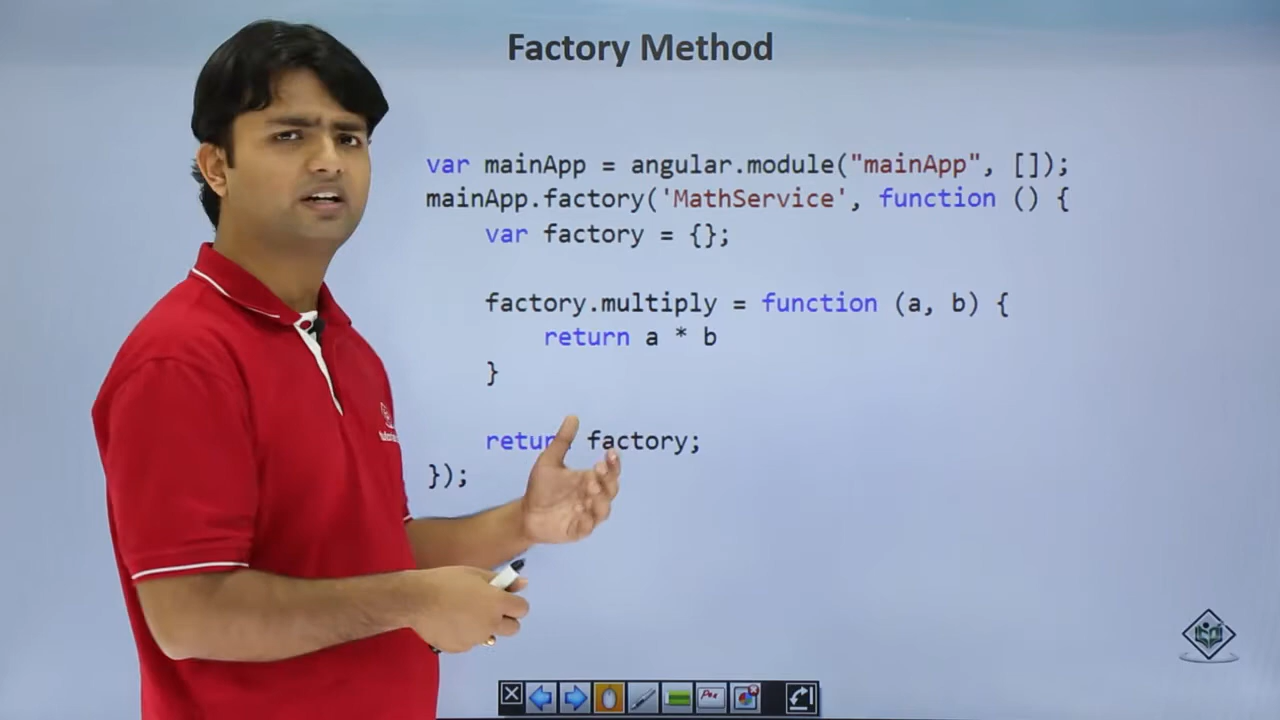 Factory Method
var mainApp = angular.module("mainApp", []);
mainApp.factory('MathService', function () {
var factory = {};
factory.multiply = function (a, b) {
return a * b
}
return factory;
});